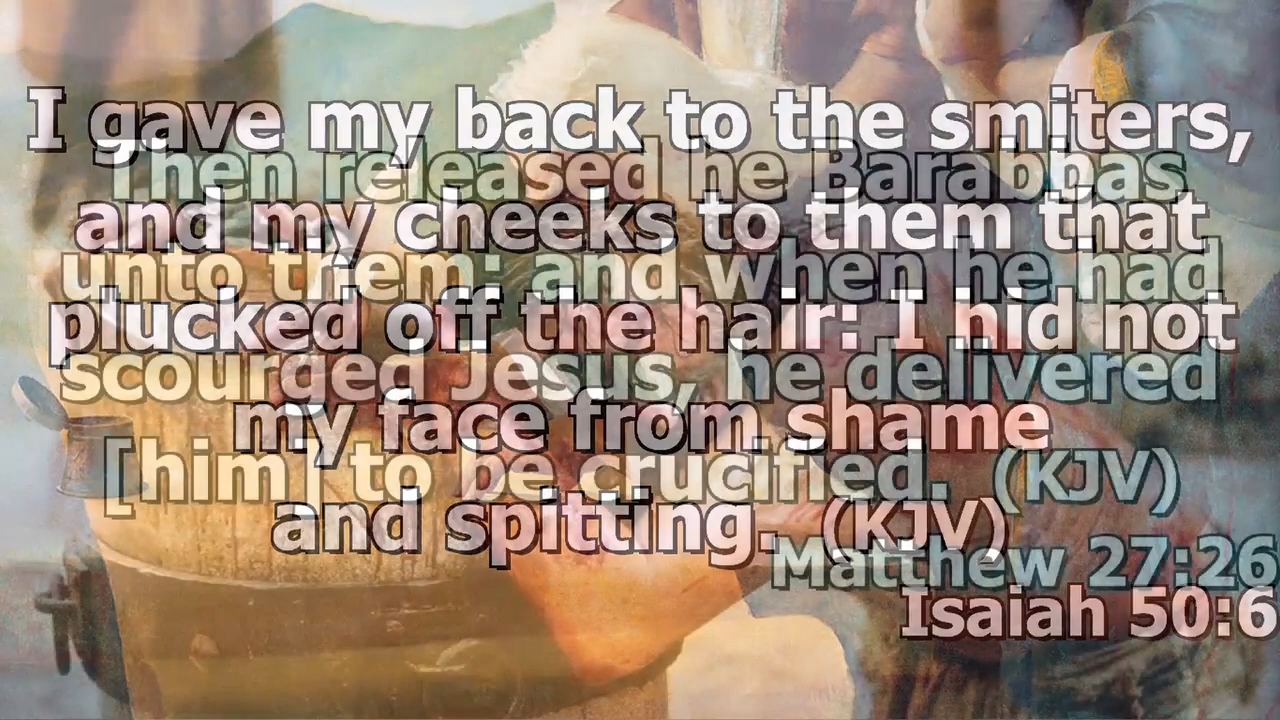 I gave my back to the smiters,
and my cheeks to them that
plucked off the hair: I hid not
my face from shame
and spitting. (KJV)
Isaiah 50:6
Then released he Barabbas
unto them: and when he had
scourged Jesus, he delivered
[him] to be crucified. (KJV)
Matthew 27:26